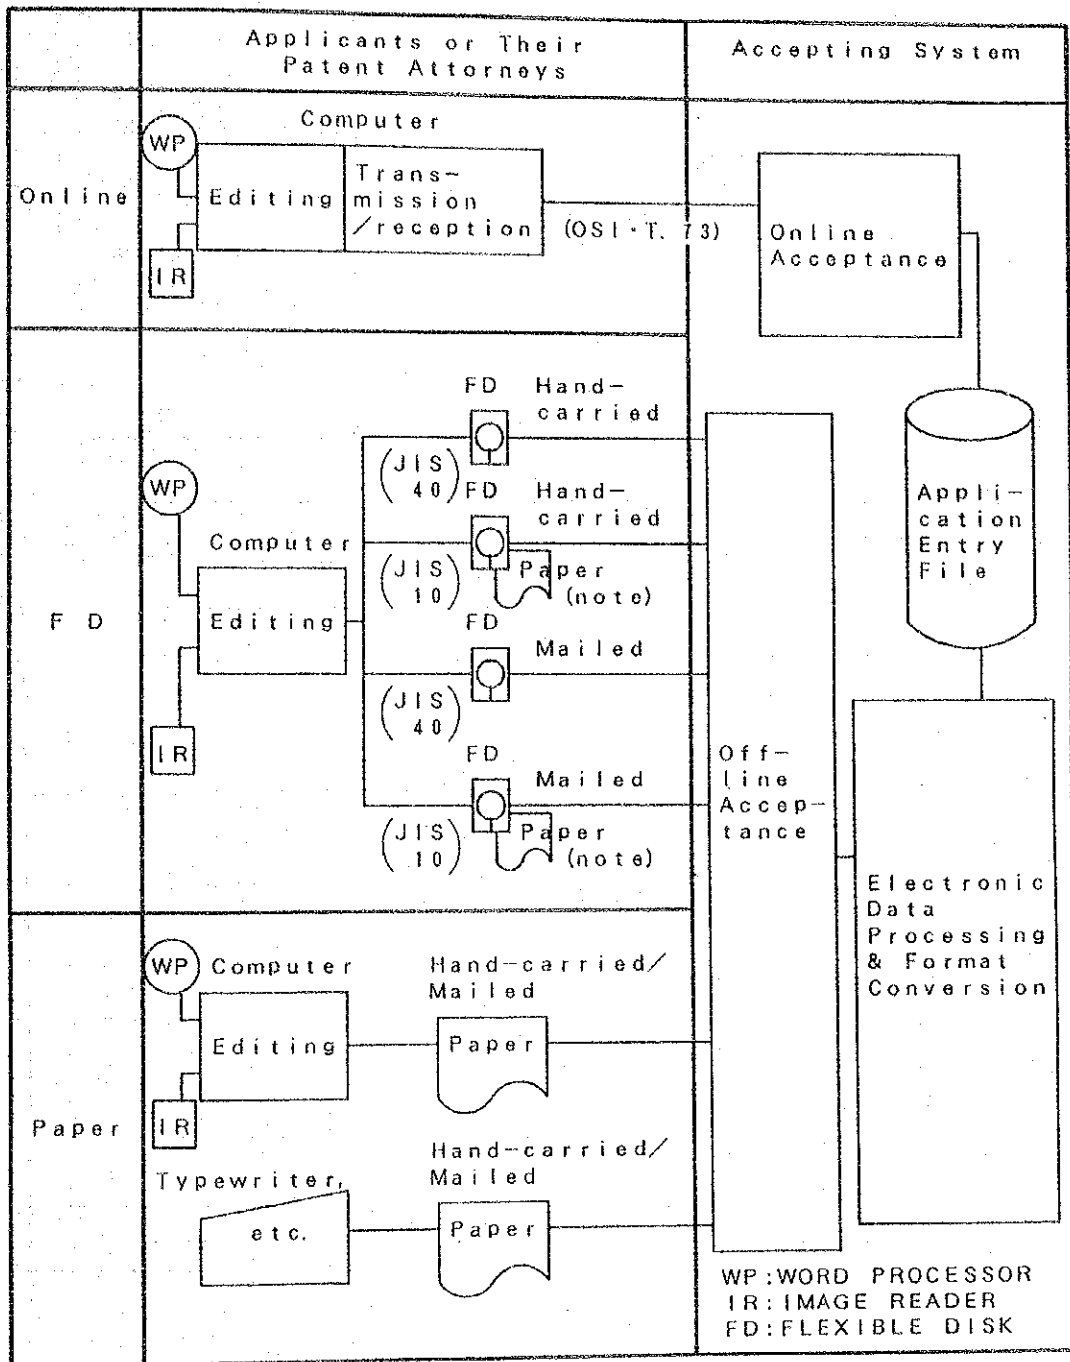 Applicants or Their
Patent Attorneys
Accepting System
Online
WP
IR
Computer
Editing
Trans-
mission
/reception
(OSI・T.73)
Online
Acceptance
FD
WP
IR
Computer
Editing
FD
Hand-
carried
(JIS
40)
FD
Hand-
carried
(JIS
10)
Paper
(note)
FD
Mailed
(JIS
40)
FD
Mailed
(JIS
10)
Paper
(note)
Off-
line
Accep-
tance
Appli-
cation
Entry
File
Electronic
Data
Processing
& Format
Conversion
Paper
WP
IR
Computer
Editing
Hand-carried/
Mailed
Paper
Typewriter,
etc.
Hand-carried/
Mailed
Paper
WP:WORD PROCESSOR
IR:IMAGE READER
FD:FLEXIBLE DISK